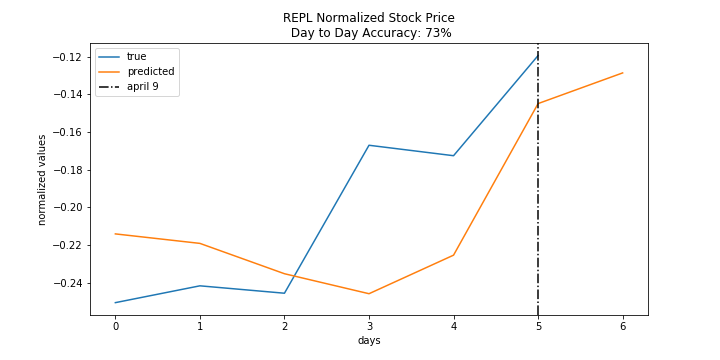 REPL Normalized Stock Price
Day to Day Accuracy: 73%
true
predicted
april 9
normalized values
−0.12
−0.14
−0.16
−0.18
−0.20
−0.22
−0.24
0 1 2 3 4 5 6
days